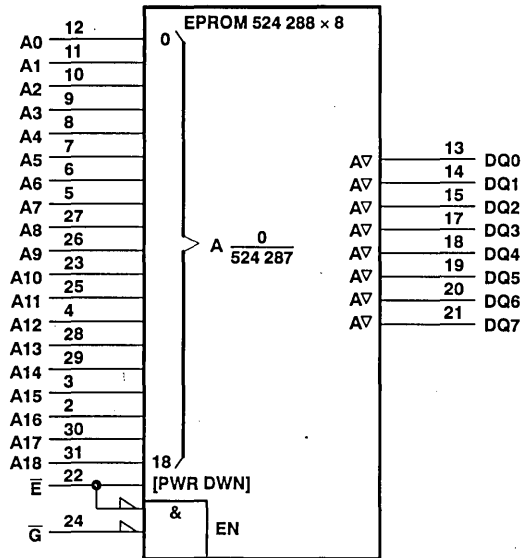 EPROM 524 288 × 8
A0 12 0
A1 11
A2 10
A3 9
A4 8
A5 7
A6 6
A7 5
A8 27
A9 26
A10 23
A11 25
A12 4
A13 28
A14 29
A15 3
A16 2
A17 30
A18 31 18
E̅ 22 [PWR DWN]
&
G̅ 24 EN
A 0
524 287
A▽ 13 DQ0
A▽ 14 DQ1
A▽ 15 DQ2
A▽ 17 DQ3
A▽ 18 DQ4
A▽ 19 DQ5
A▽ 20 DQ6
A▽ 21 DQ7